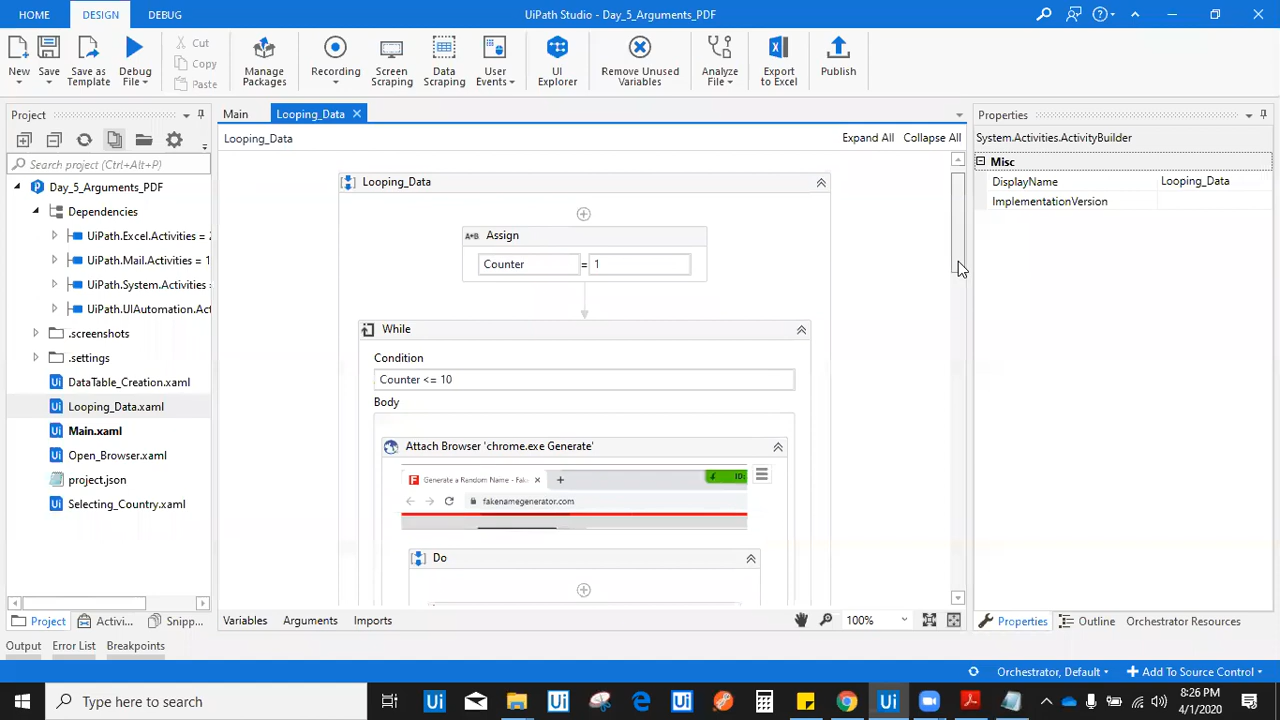 HOME DESIGN DEBUG UiPath Studio - Day_5_Arguments_PDF
New Save Save as Template Debug File Cut Copy Paste Manage Packages Recording Screen Scraping Data Scraping User Events UI Explorer Remove Unused Variables Analyze File Export to Excel Publish
Project
Search project (Ctrl+Alt+P)
Day_5_Arguments_PDF
Dependencies
UiPath.Excel.Activities =
UiPath.Mail.Activities = 1
UiPath.System.Activities =
UiPath.UIAutomation.Act
.screenshots
.settings
DataTable_Creation.xaml
Looping_Data.xaml
Main.xaml
Open_Browser.xaml
project.json
Selecting_Country.xaml
Project Activi... Snipp...
Main Looping_Data
Looping_Data Expand All Collapse All
Looping_Data
A+B Assign
Counter = 1
While
Condition
Counter <= 10
Body
Attach Browser 'chrome.exe Generate'
Generate a Random Name - Fak
ID:
fakenamegenerator.com
Do
Variables Arguments Imports 100%
Properties
System.Activities.ActivityBuilder
Misc
DisplayName Looping_Data
ImplementationVersion
Properties Outline Orchestrator Resources
Output Error List Breakpoints
Orchestrator, Default Add To Source Control
Type here to search
8:26 PM
4/1/2020